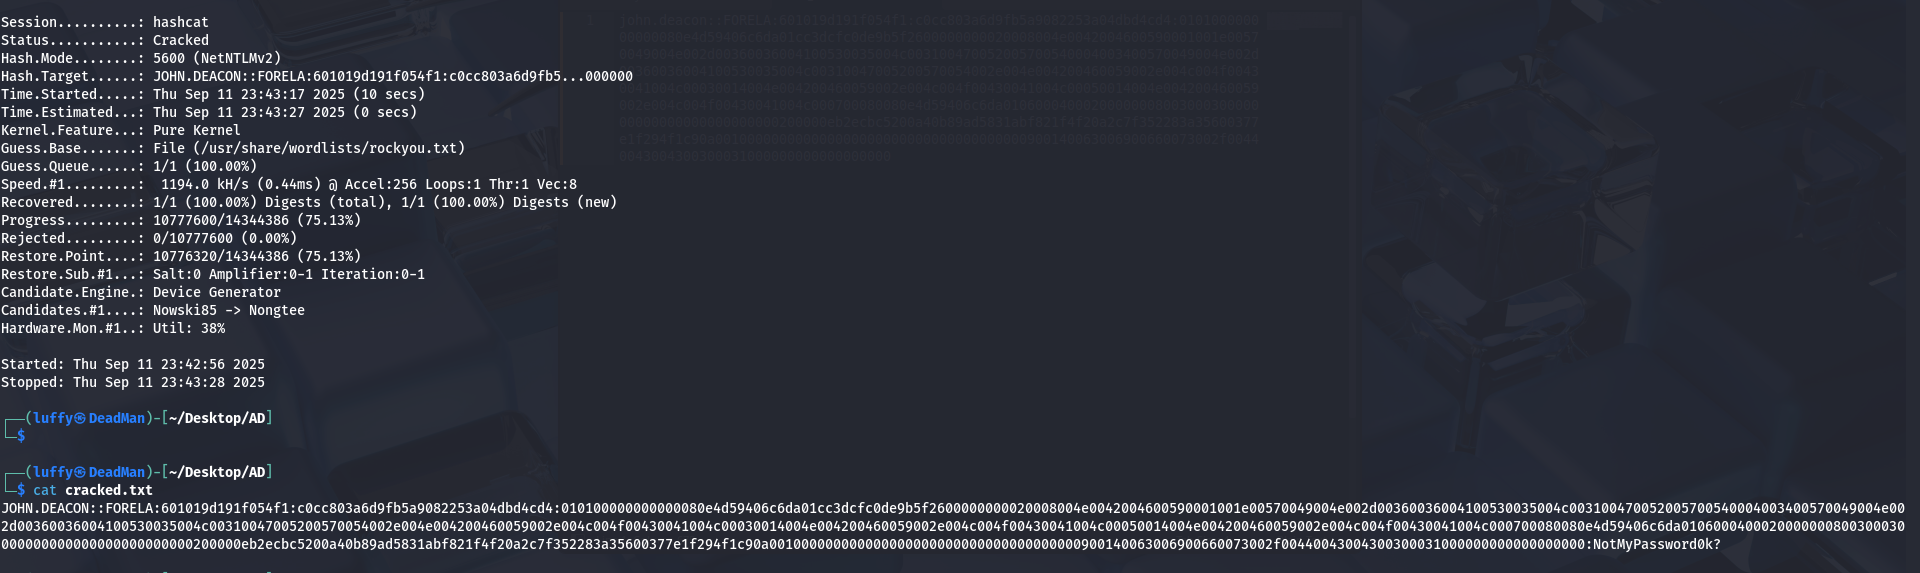 Session..........: hashcat
Status...........: Cracked
Hash.Mode........: 5600 (NetNTLMv2)
Hash.Target......: JOHN.DEACON::FORELA:601019d191f054f1:c0cc803a6d9fb5...000000
Time.Started.....: Thu Sep 11 23:43:17 2025 (10 secs)
Time.Estimated...: Thu Sep 11 23:43:27 2025 (0 secs)
Kernel.Feature...: Pure Kernel
Guess.Base.......: File (/usr/share/wordlists/rockyou.txt)
Guess.Queue......: 1/1 (100.00%)
Speed.#1.........:  1194.0 kH/s (0.44ms) @ Accel:256 Loops:1 Thr:1 Vec:8
Recovered........: 1/1 (100.00%) Digests (total), 1/1 (100.00%) Digests (new)
Progress.........: 10777600/14344386 (75.13%)
Rejected.........: 0/10777600 (0.00%)
Restore.Point....: 10776320/14344386 (75.13%)
Restore.Sub.#1...: Salt:0 Amplifier:0-1 Iteration:0-1
Candidate.Engine.: Device Generator
Candidates.#1....: Nowski85 -> Nongtee
Hardware.Mon.#1..: Util: 38%
Started: Thu Sep 11 23:42:56 2025
Stopped: Thu Sep 11 23:43:28 2025
┌──(luffy㉿DeadMan)-[~/Desktop/AD]
└─$
┌──(luffy㉿DeadMan)-[~/Desktop/AD]
└─$ cat cracked.txt
JOHN.DEACON::FORELA:601019d191f054f1:c0cc803a6d9fb5a9082253a04dbd4cd4:010100000000000080e4d59406c6da01cc3dcfc0de9b5f2600000000020008004e0042004600590001001e00570049004e002d00360036004100530035004c003100470052005700540004003400570049004e00
2d00360036004100530035004c003100470052005700540002e004e004200460059002e004c004f00430041004c00030014004e004200460059002e004c004f00430041004c00050014004e004200460059002e004c004f00430041004c000700080080e4d59406c6da0106000400020000000800300030
000000000000000000000000200000eb2ecbc5200a40b89ad5831abf821f4f20a2c7f352283a35600377e1f294f1c90a001000000000000000000000000000000000000900140063006900660073002f00440043004300300031000000000000000000:NotMyPassword0k?